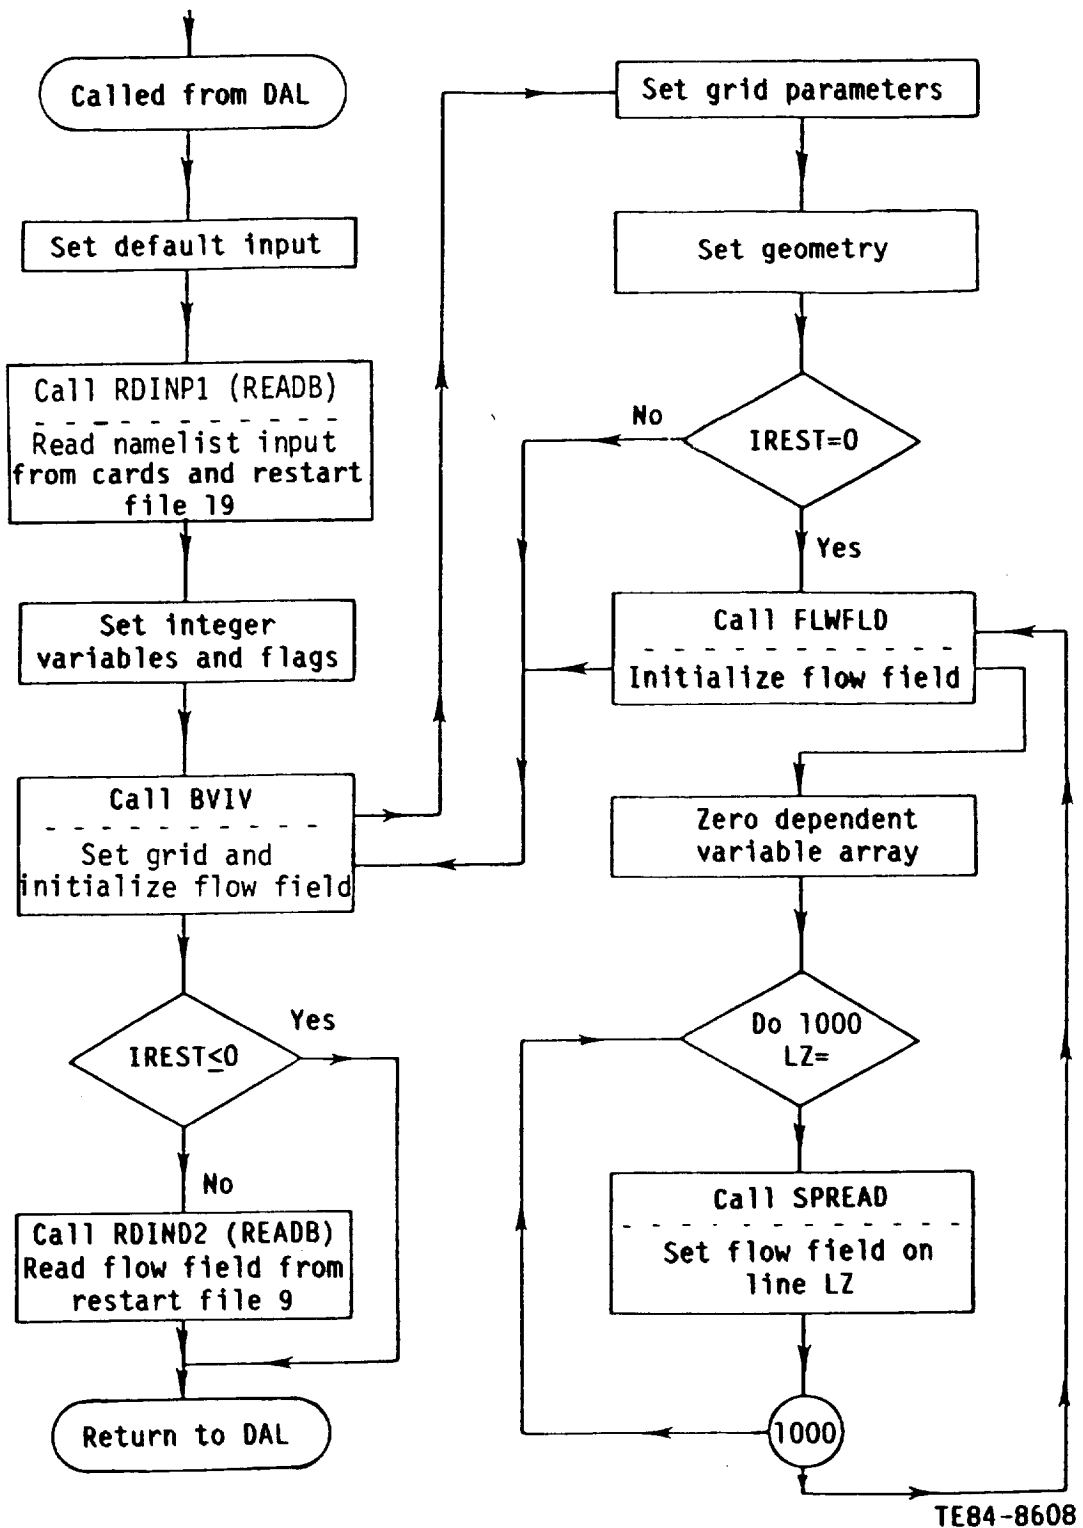 Called from DAL
Set default input
Call RDINP1 (READB)
Read namelist input
from cards and restart
file 19
Set integer
variables and flags
Call BVIV
Set grid and
initialize flow field
IREST≤0
Yes
No
Call RDIND2 (READB)
Read flow field from
restart file 9
Return to DAL
Set grid parameters
Set geometry
IREST=0
No
Yes
Call FLWFLD
Initialize flow field
Zero dependent
variable array
Do 1000
LZ=
Call SPREAD
Set flow field on
line LZ
1000
TE84-8608